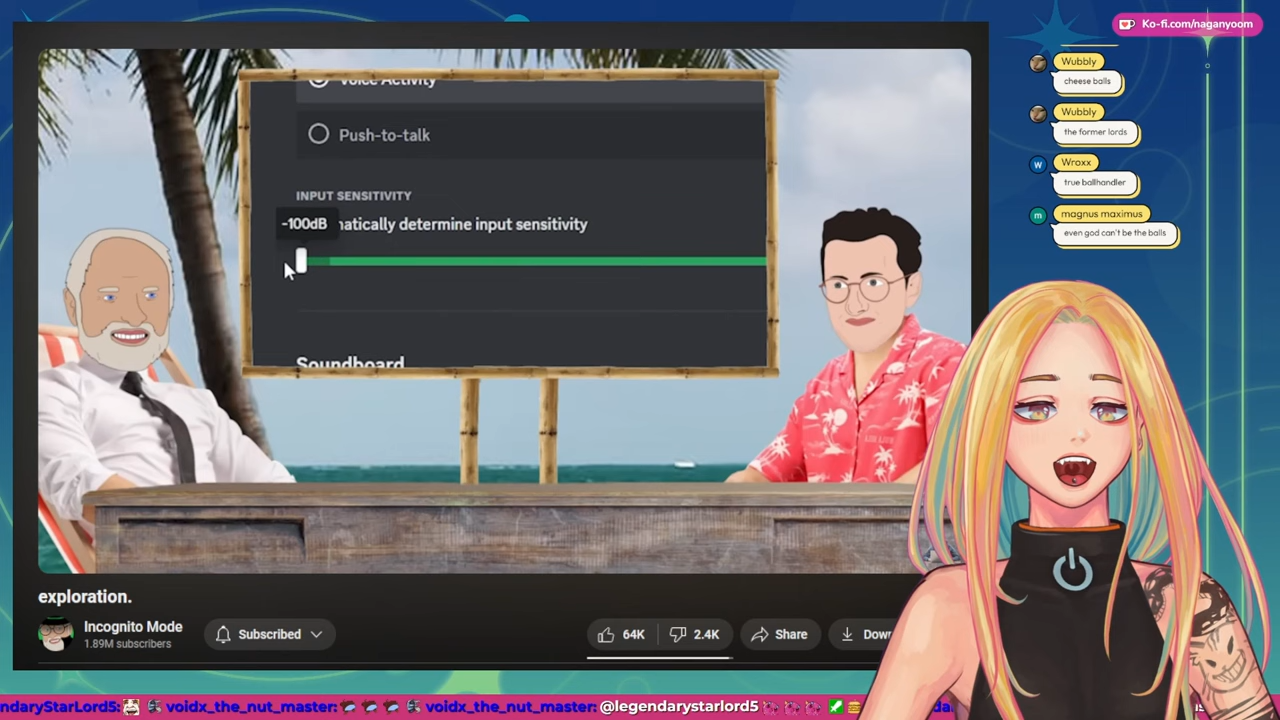 Ko-fi.com/naganyoom
Wubbly
cheese balls
Wubbly
the former lords
W
Wroxx
true ballhandler
m
magnus maximus
even god can't be the balls
Voice Activity
Push-to-talk
INPUT SENSITIVITY
-100dB
matically determine input sensitivity
Soundboard
exploration.
Incognito Mode
1.89M subscribers
Subscribed
64K
2.4K
Share
Down
ndaryStarLord5: voidx_the_nut_master: voidx_the_nut_master: @legendarystarlord5